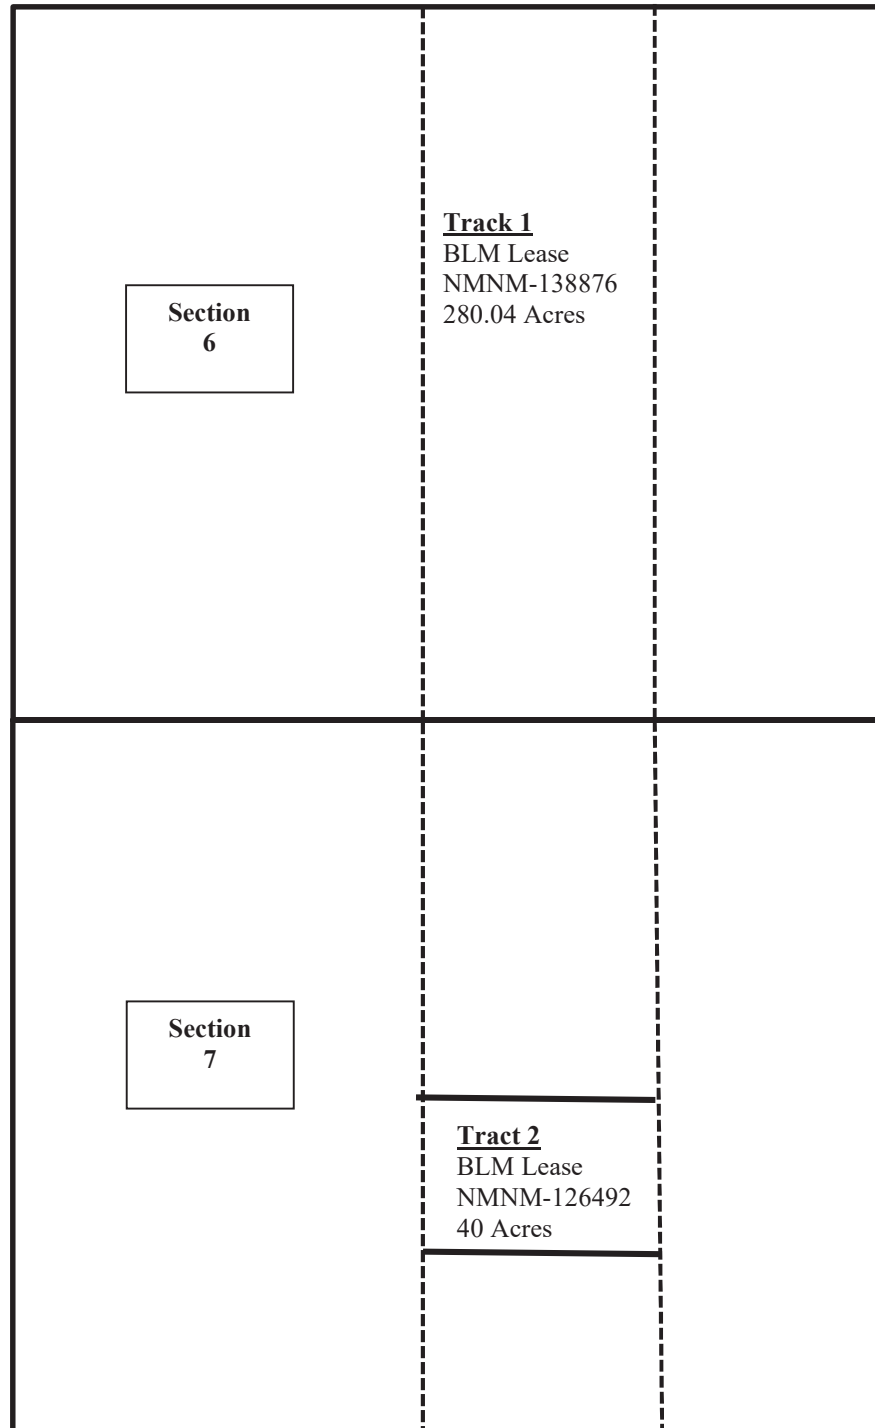 Track 1
BLM Lease
NMNM-138876
280.04 Acres
Section
6
Section
7
Tract 2
BLM Lease
NMNM-126492
40 Acres